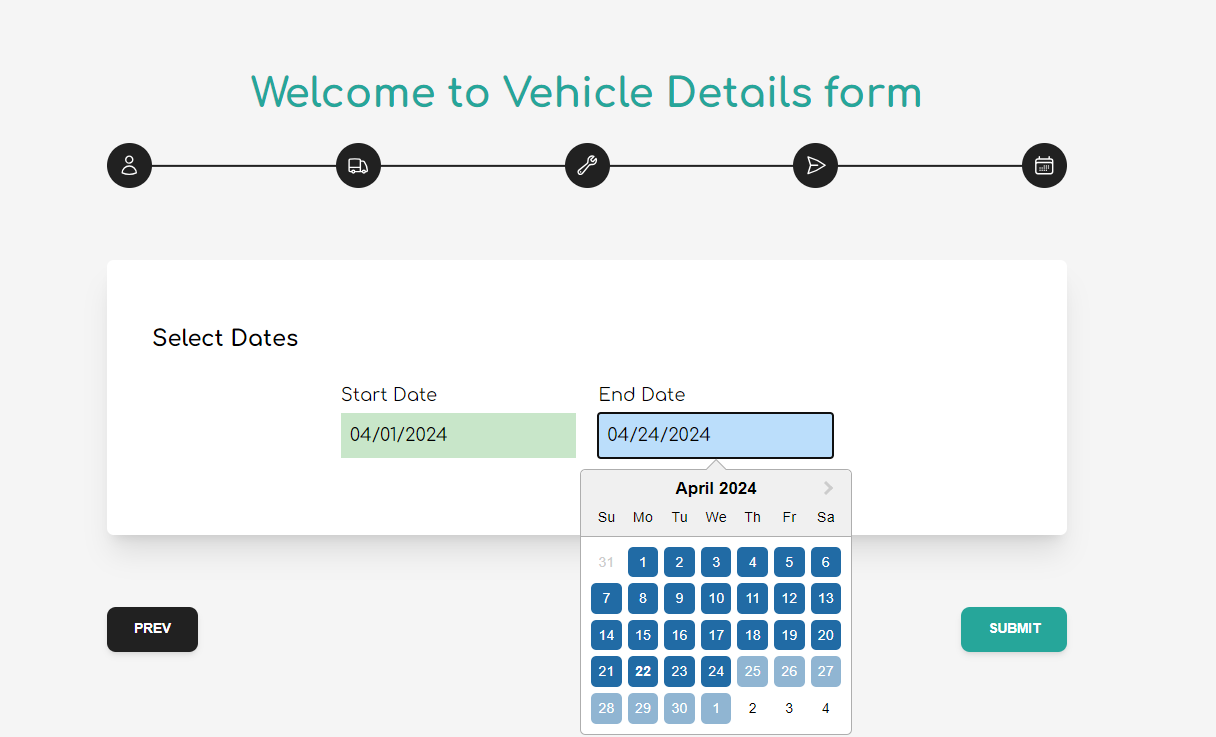 Welcome to Vehicle Details form
Select Dates
Start Date End Date
04/01/2024 04/24/2024
April 2024
Su Mo Tu We Th Fr Sa
31 1 2 3 4 5 6
7 8 9 10 11 12 13
14 15 16 17 18 19 20
21 22 23 24 25 26 27
28 29 30 1 2 3 4
PREV SUBMIT